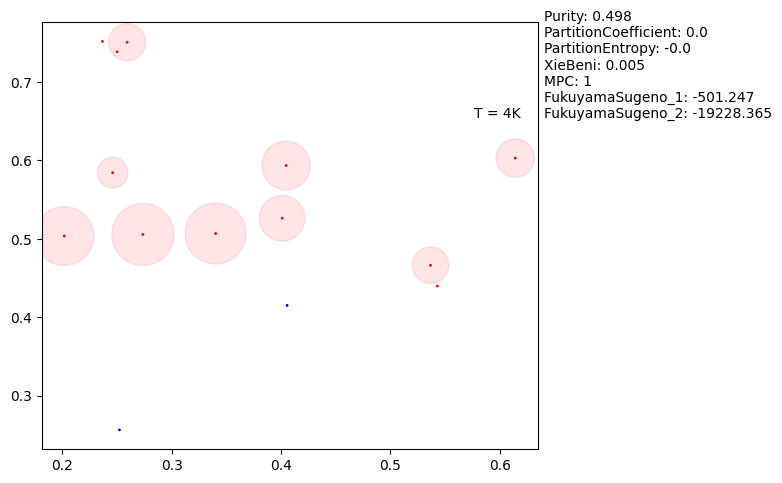 Purity: 0.498
PartitionCoefficient: 0.0
PartitionEntropy: -0.0
XieBeni: 0.005
MPC: 1
FukuyamaSugeno_1: -501.247
FukuyamaSugeno_2: -19228.365
T = 4K
0.7
0.6
0.5
0.4
0.3
0.2 0.3 0.4 0.5 0.6